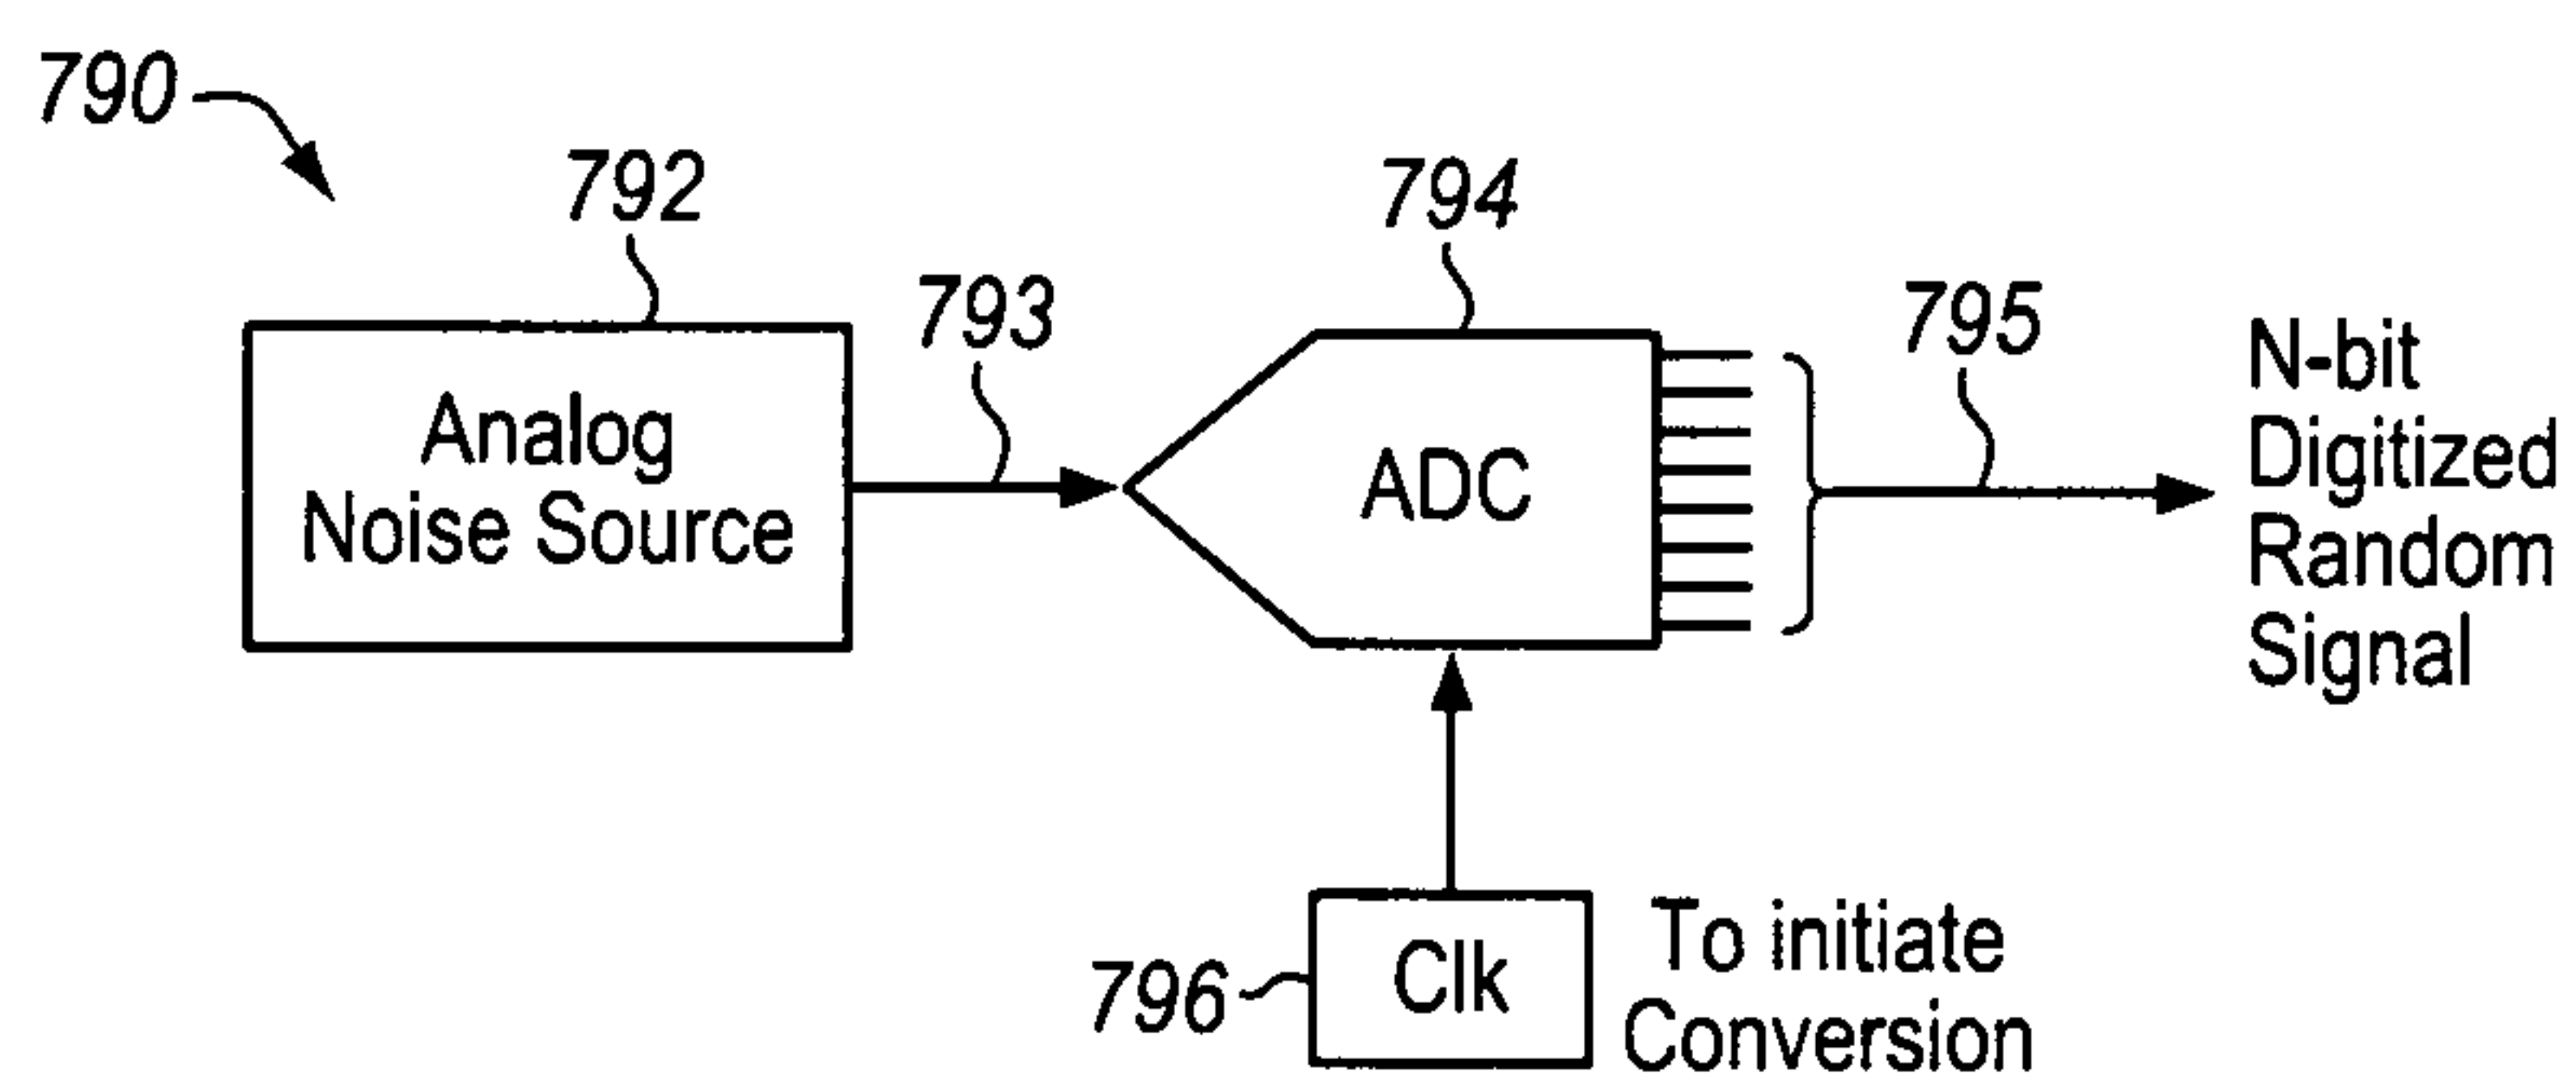 790
792
793
794
795
Analog
Noise Source
ADC
N-bit
Digitized
Random
Signal
796
Clk
To initiate
Conversion